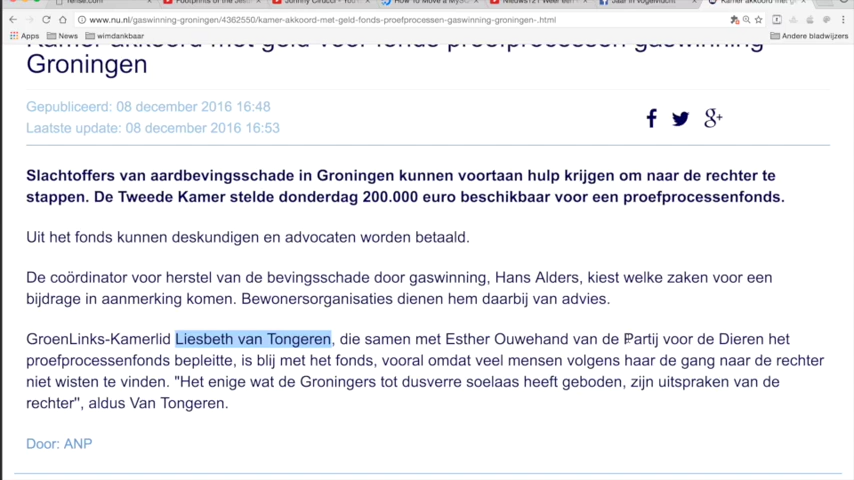 www.nu.nl/gaswinning-groningen/4362550/kamer-akkoord-met-geld-fonds-proefprocessen-gaswinning-groningen-.html
Apps News wimdankbaar Andere bladwijzers
Kamer akkoord met geld voor fonds proefprocessen gaswinning
Groningen
Gepubliceerd: 08 december 2016 16:48
Laatste update: 08 december 2016 16:53
Slachtoffers van aardbevingsschade in Groningen kunnen voortaan hulp krijgen om naar de rechter te
stappen. De Tweede Kamer stelde donderdag 200.000 euro beschikbaar voor een proefprocessenfonds.
Uit het fonds kunnen deskundigen en advocaten worden betaald.
De coördinator voor herstel van de bevingsschade door gaswinning, Hans Alders, kiest welke zaken voor een
bijdrage in aanmerking komen. Bewonersorganisaties dienen hem daarbij van advies.
GroenLinks-Kamerlid Liesbeth van Tongeren, die samen met Esther Ouwehand van de Partij voor de Dieren het
proefprocessenfonds bepleitte, is blij met het fonds, vooral omdat veel mensen volgens haar de gang naar de rechter
niet wisten te vinden. "Het enige wat de Groningers tot dusverre soelaas heeft geboden, zijn uitspraken van de
rechter", aldus Van Tongeren.
Door: ANP